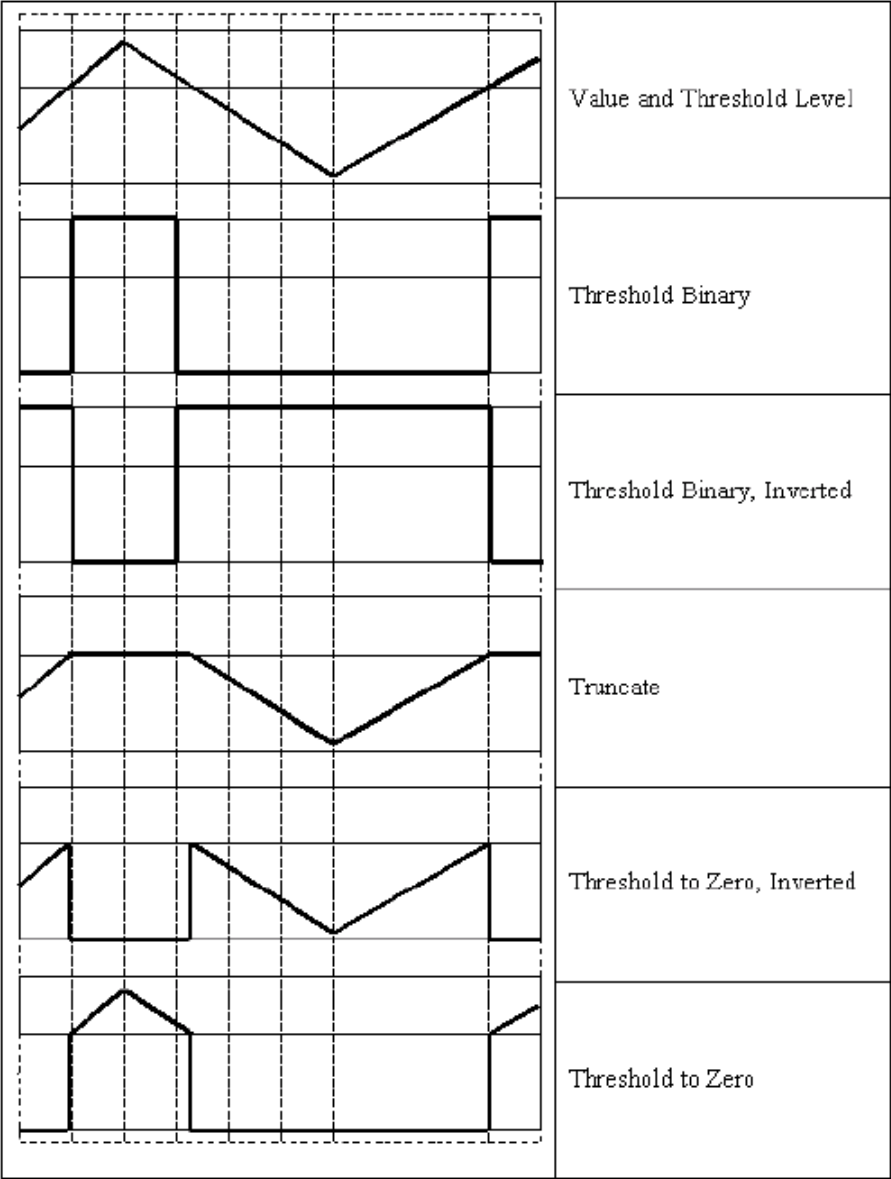 Value and Threshold Level
Threshold Binary
Threshold Binary, Inverted
Truncate
Threshold to Zero, Inverted
Threshold to Zero